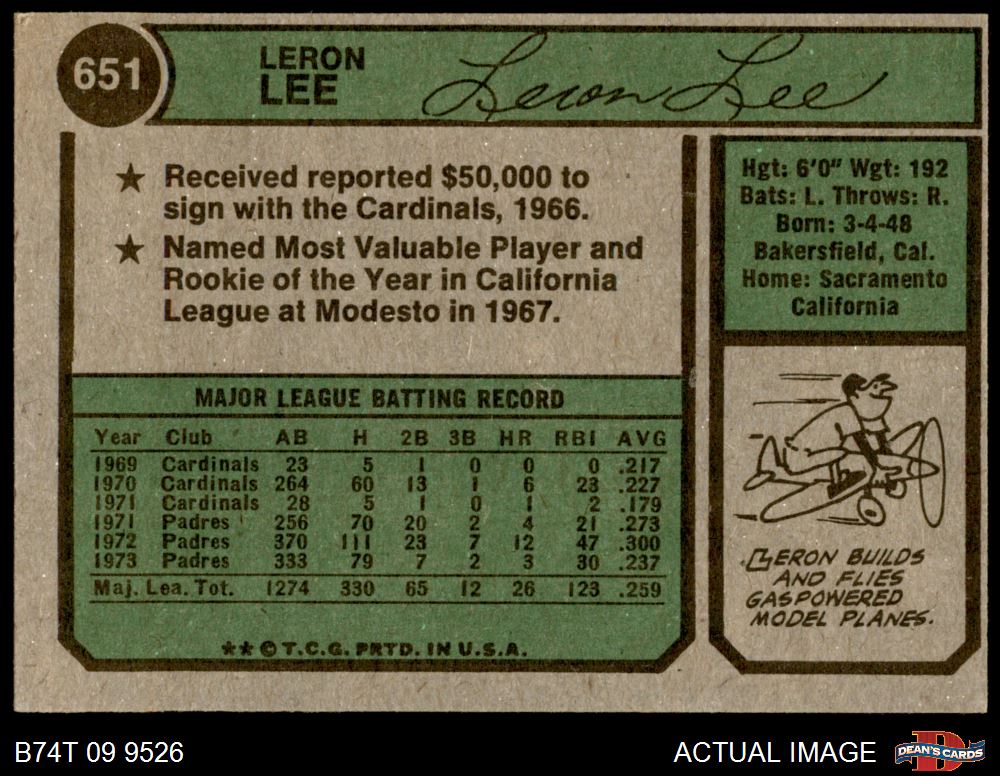 651
LERON
LEE
Leron Lee
★ Received reported $50,000 to
sign with the Cardinals, 1966.
★ Named Most Valuable Player and
Rookie of the Year in California
League at Modesto in 1967.
Hgt: 6'0" Wgt: 192
Bats: L. Throws: R.
Born: 3-4-48
Bakersfield, Cal.
Home: Sacramento
California
MAJOR LEAGUE BATTING RECORD
Year Club AB H 2B 3B HR RBI AVG
1969 Cardinals 23 5 1 0 0 0 .217
1970 Cardinals 264 60 13 1 6 23 .227
1971 Cardinals 28 5 1 0 1 2 .179
1971 Padres 256 70 20 2 4 21 .273
1972 Padres 370 111 23 7 12 47 .300
1973 Padres 333 79 7 2 3 30 .237
Maj. Lea. Tot. 1274 330 65 12 26 123 .259
★★ © T.C.G. PRTD. IN U.S.A.
LERON BUILDS
AND FLIES
GAS POWERED
MODEL PLANES.
B74T 09 9526
ACTUAL IMAGE
DEAN'S CARDS